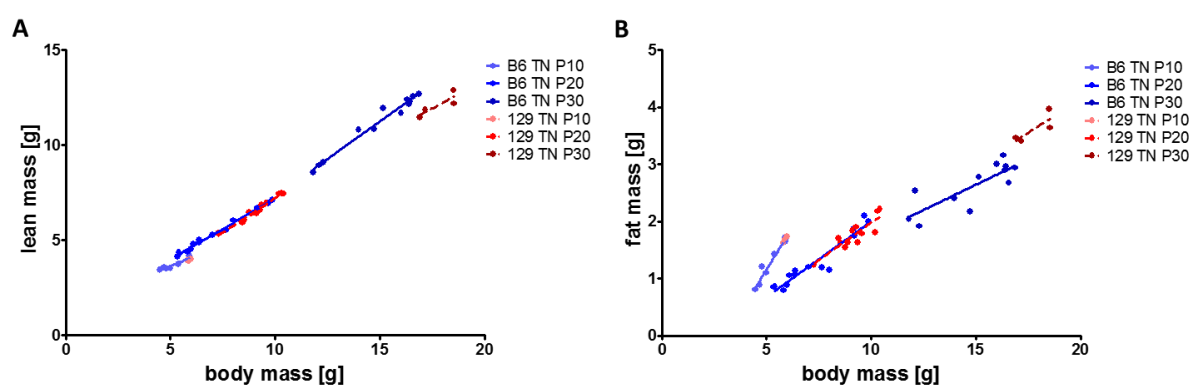 A
lean mass [g]
15
10
5
0
0 5 10 15 20
body mass [g]
B6 TN P10
B6 TN P20
B6 TN P30
129 TN P10
129 TN P20
129 TN P30
B
fat mass [g]
5
4
3
2
1
0
0 5 10 15 20
body mass [g]
B6 TN P10
B6 TN P20
B6 TN P30
129 TN P10
129 TN P20
129 TN P30